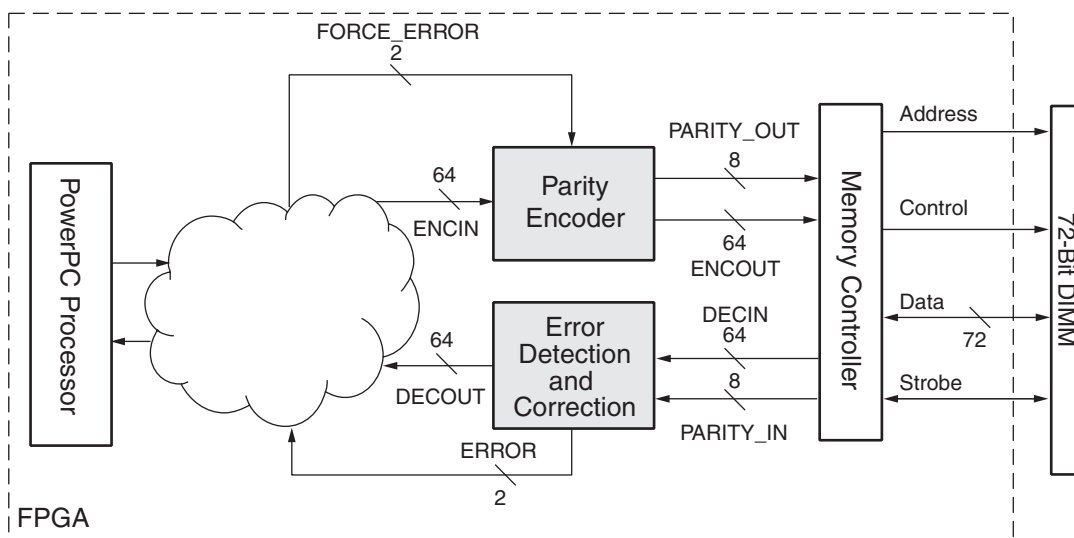 FORCE_ERROR
2
PARITY_OUT
8
Address
64
ENCIN
Parity
Encoder
64
ENCOUT
Control
PowerPC Processor
Memory Controller
72-Bit DIMM
DECIN
64
Data
72
Error
Detection
and
Correction
64
DECOUT
8
PARITY_IN
Strobe
ERROR
2
FPGA